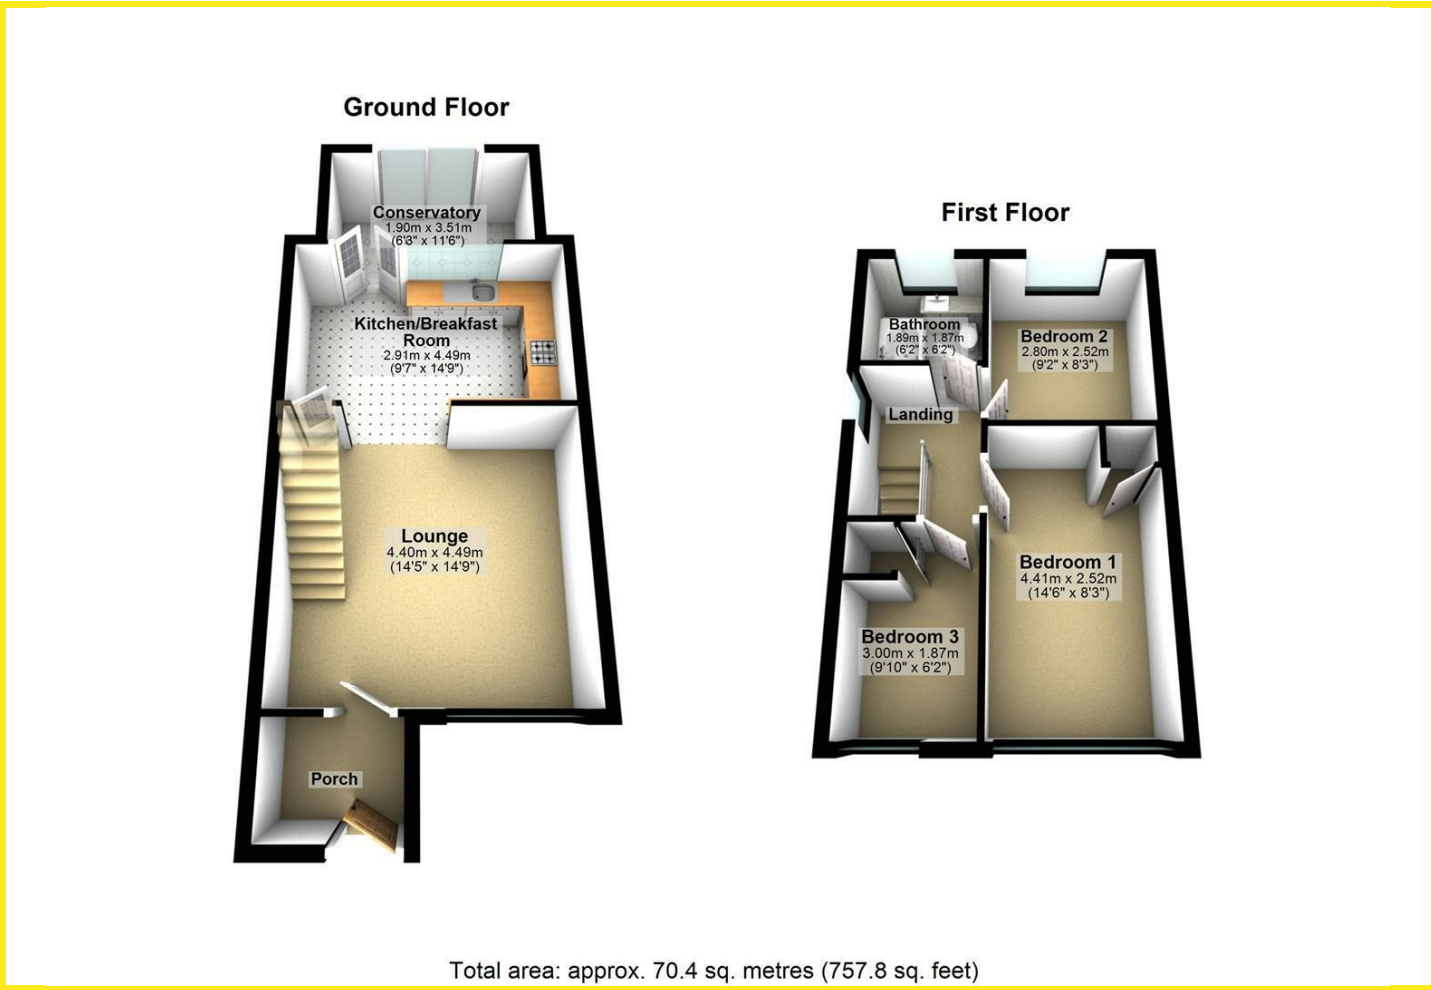 Ground Floor
Conservatory
1.90m x 3.51m
(6'3" x 11'6")
Kitchen/Breakfast
Room
2.91m x 4.49m
(9'7" x 14'9")
Lounge
4.40m x 4.49m
(14'5" x 14'9")
Porch
First Floor
Bathroom
1.89m x 1.87m
(6'2" x 6'2")
Bedroom 2
2.80m x 2.52m
(9'2" x 8'3")
Landing
Bedroom 1
4.41m x 2.52m
(14'6" x 8'3")
Bedroom 3
3.00m x 1.87m
(9'10" x 6'2")
Total area: approx. 70.4 sq. metres (757.8 sq. feet)